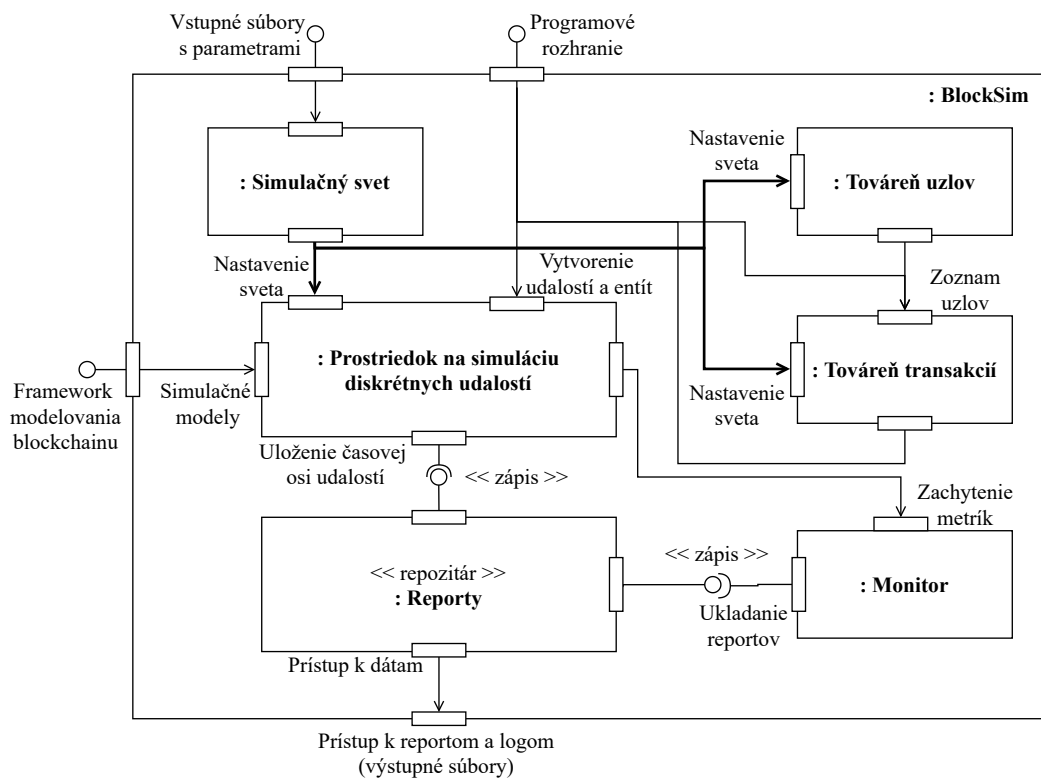 Vstupné súbory
s parametrami
Programové
rozhranie
: BlockSim
: Simulačný svet
Nastavenie
sveta
: Továreň uzlov
Nastavenie
sveta
Vytvorenie
udalostí a entít
Zoznam
uzlov
: Prostriedok na simuláciu
diskrétnych udalostí
: Továreň transakcií
Framework
modelovania
blockchainu
Simulačné
modely
Nastavenie
sveta
Uloženie časovej
osi udalostí
<< zápis >>
Zachytenie
metrík
<< repozitár >>
: Reporty
<< zápis >>
Ukladanie
reportov
: Monitor
Prístup k dátam
Prístup k reportom a logom
(výstupné súbory)